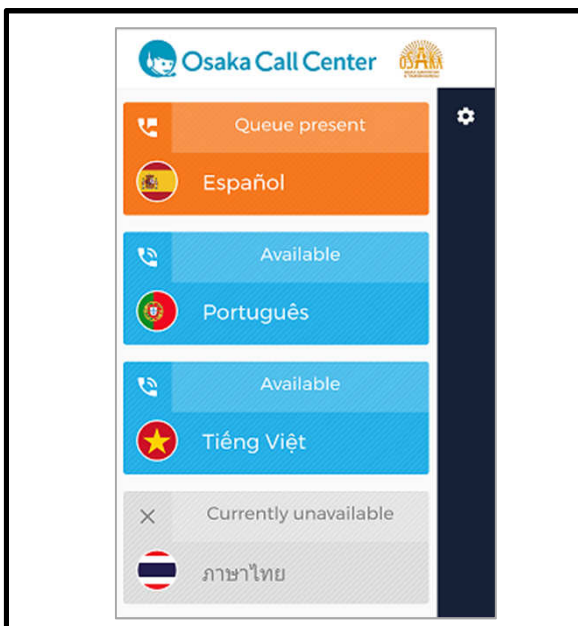 Osaka Call Center
OSAKA
Queue present
Español
Available
Português
Available
Tiếng Việt
Currently unavailable
ภาษาไทย